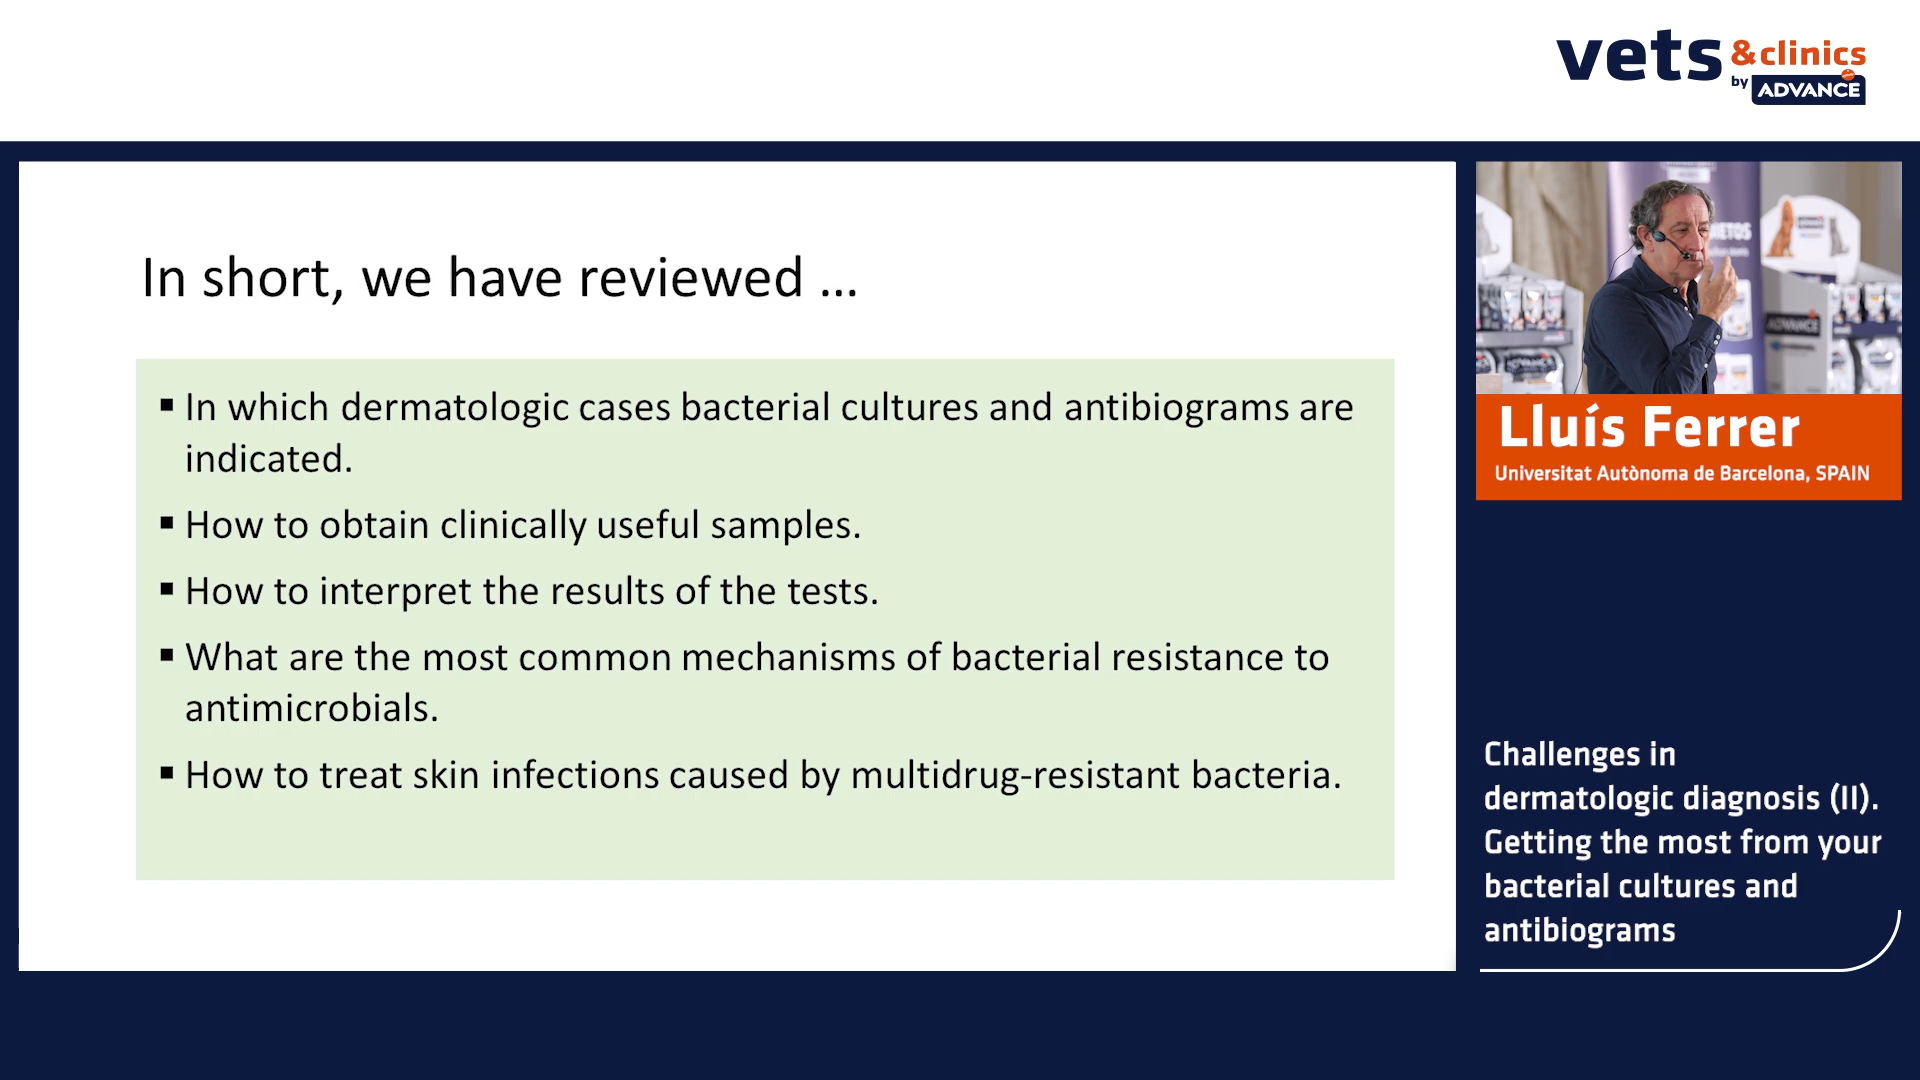 vets &clinics
by ADVANCE
In short, we have reviewed ...
▪ In which dermatologic cases bacterial cultures and antibiograms are
indicated.
▪ How to obtain clinically useful samples.
▪ How to interpret the results of the tests.
▪ What are the most common mechanisms of bacterial resistance to
antimicrobials.
▪ How to treat skin infections caused by multidrug-resistant bacteria.
ADVANCE
Lluís Ferrer
Universitat Autònoma de Barcelona, SPAIN
Challenges in
dermatologic diagnosis (II).
Getting the most from your
bacterial cultures and
antibiograms